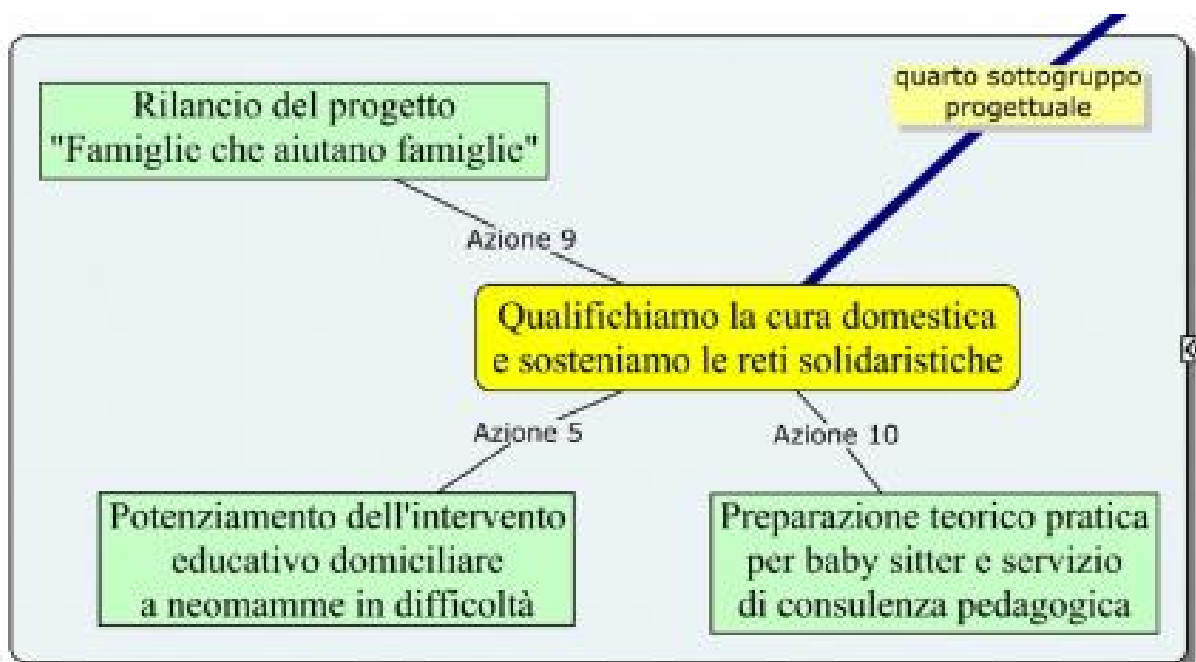 quarto sottogruppo
progettuale
Rilancio del progetto
"Famiglie che aiutano famiglie"
Azione 9
Qualifichiamo la cura domestica
e sosteniamo le reti solidaristiche
Azione 5
Azione 10
Potenziamento dell'intervento
educativo domiciliare
a neomamme in difficoltà
Preparazione teorico pratica
per baby sitter e servizio
di consulenza pedagogica